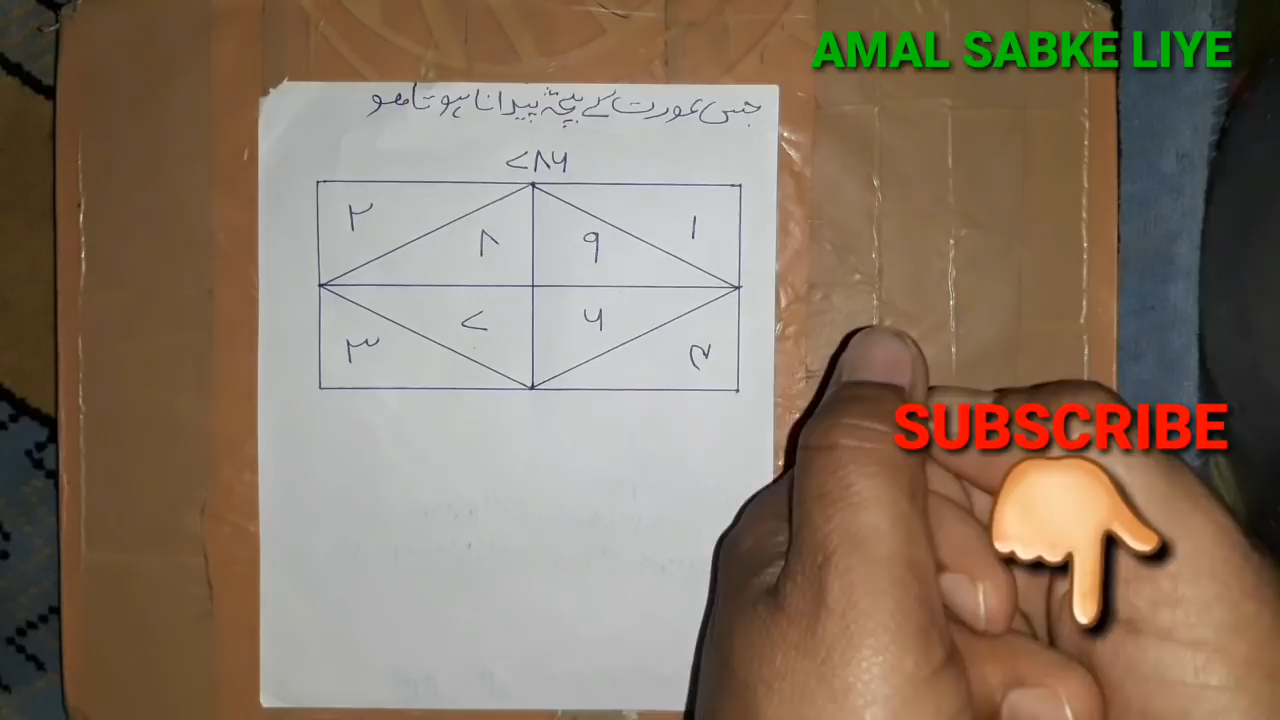 AMAL SABKE LIYE
جس عورت کے بچہ پیدا نا ہوتا ہو
۷۸۶
۲ ۸ ۹ ۱
۳ ۷ ۶ ۴
SUBSCRIBE